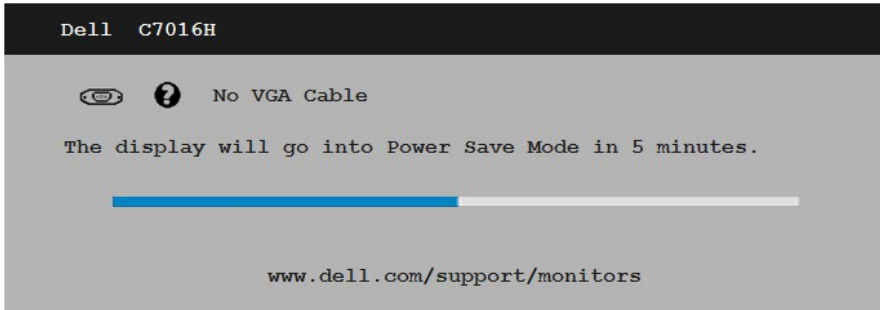 Dell C7016H
No VGA Cable
The display will go into Power Save Mode in 5 minutes.
www.dell.com/support/monitors